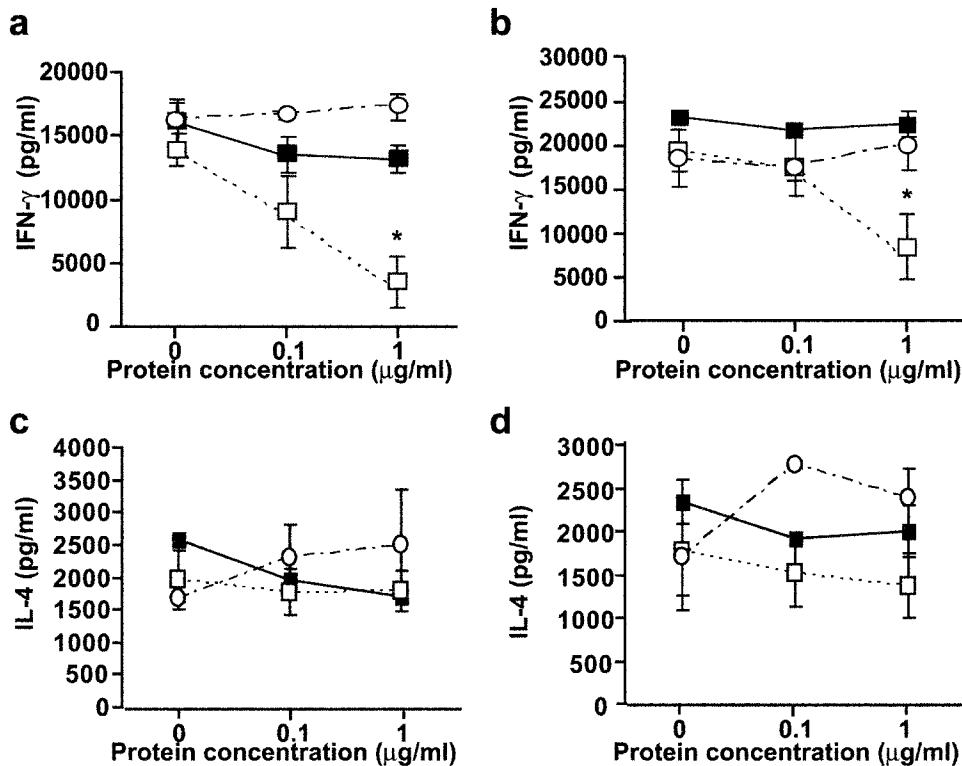 a
20000
15000
10000
5000
0
IFN-γ (pg/ml)
*
0 0.1 1
Protein concentration (μg/ml)
b
30000
25000
20000
15000
10000
5000
0
IFN-γ (pg/ml)
*
0 0.1 1
Protein concentration (μg/ml)
c
4000
3500
3000
2500
2000
1500
1000
500
0
IL-4 (pg/ml)
0 0.1 1
Protein concentration (μg/ml)
d
3000
2500
2000
1500
1000
500
0
IL-4 (pg/ml)
0 0.1 1
Protein concentration (μg/ml)